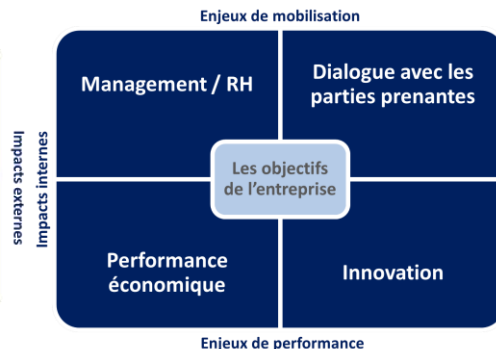 Enjeux de mobilisation
Management / RH
Dialogue avec les
parties prenantes
Impacts externes
Impacts internes
Les objectifs
de l'entreprise
Performance
économique
Innovation
Enjeux de performance